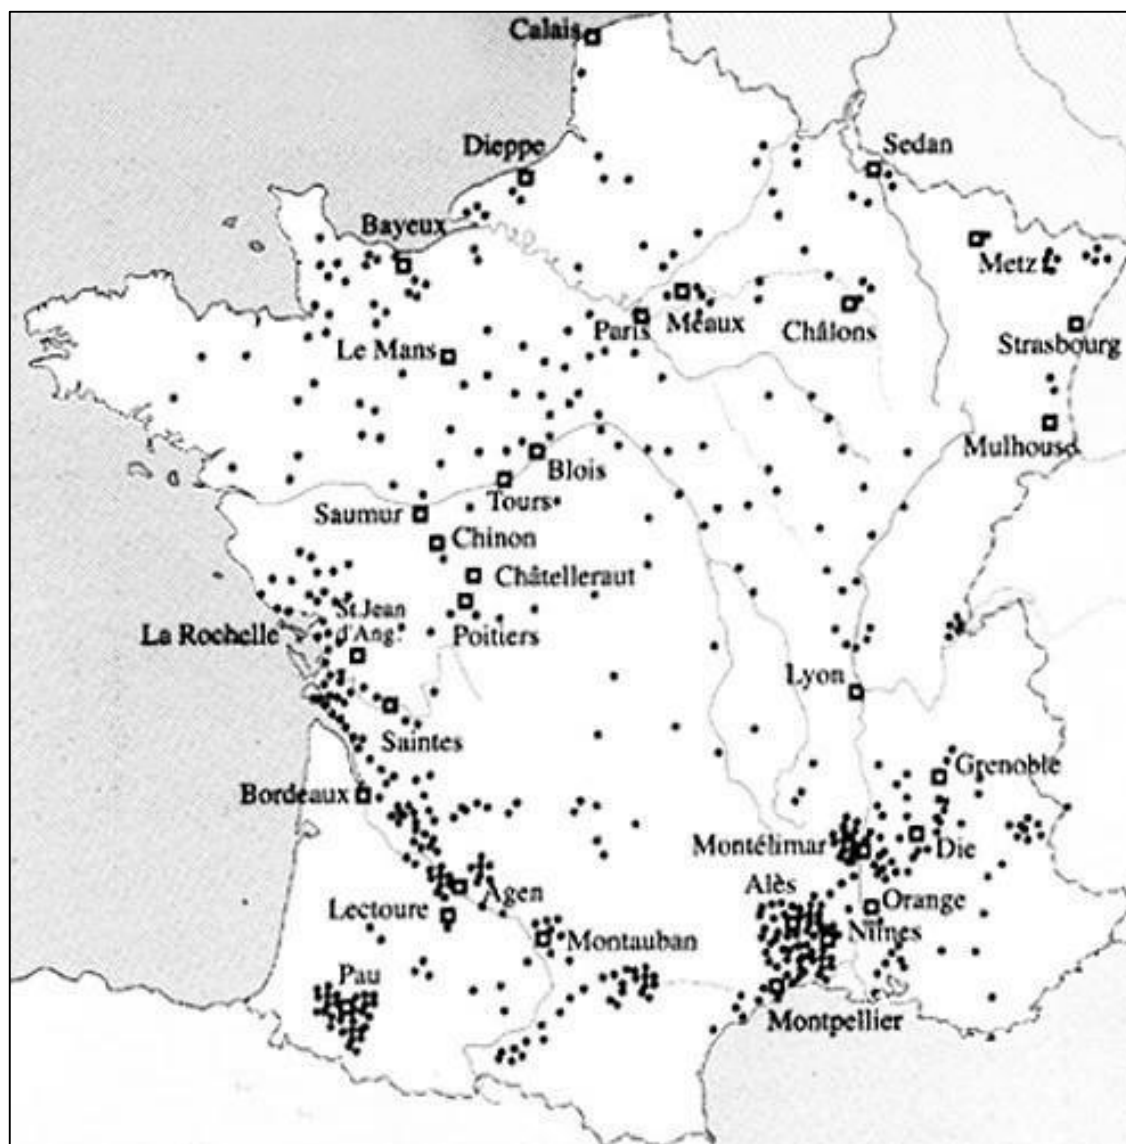 Calais
Dieppe
Sedan
Bayeux
Metz
Paris
Meaux
Châlons
Strasbourg
Le Mans
Mulhouse
Blois
Tours
Saumur
Chinon
Châtelleraut
St Jean
d'Ang.
La Rochelle
Poitiers
Lyon
Saintes
Grenoble
Bordeaux
Montélimar
Die
Alès
Agen
Orange
Lectoure
Nîmes
Montauban
Pau
Montpellier